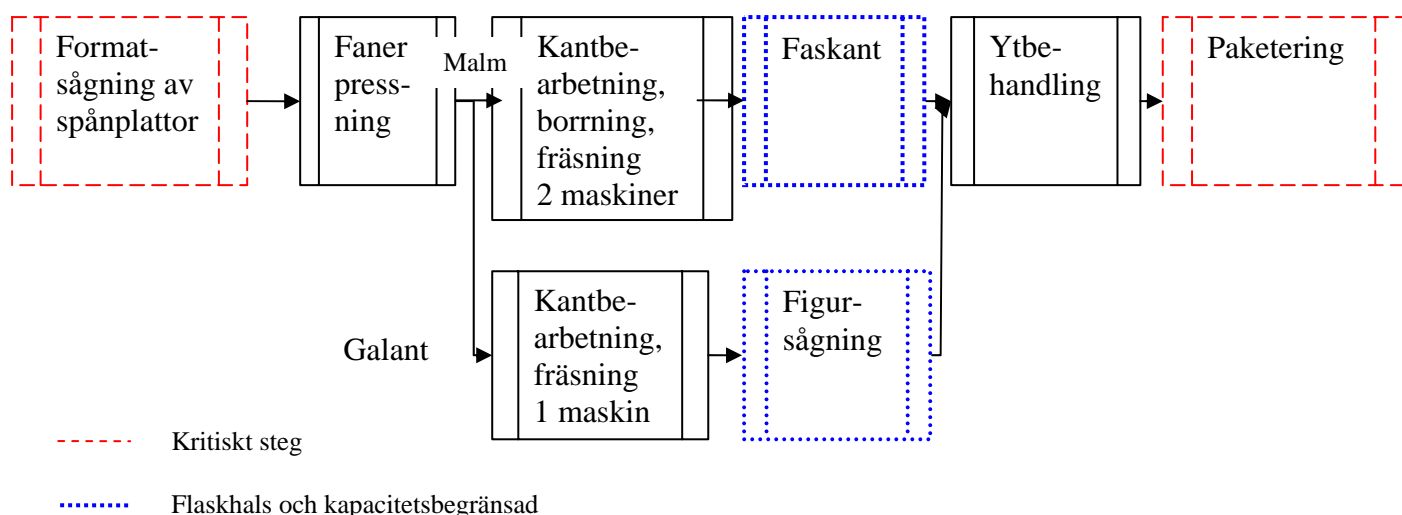 Format-
sågning av
spånplattor
Faner
press-
ning
Malm
Kantbe-
arbetning,
borrning,
fräsning
2 maskiner
Faskant
Ytbe-
handling
Paketering
Galant
Kantbe-
arbetning,
fräsning
1 maskin
Figur-
sågning
Kritiskt steg
Flaskhals och kapacitetsbegränsad